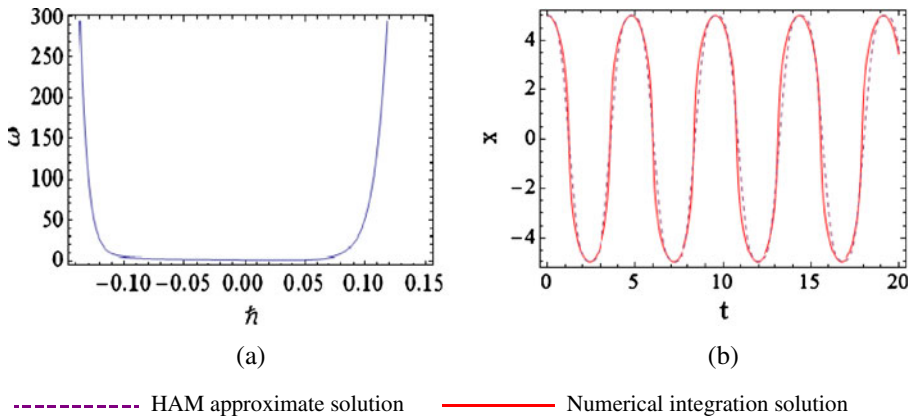 300
250
200
150
100
50
0
ω
−0.10 −0.05 0.00 0.05 0.10 0.15
ℏ
(a)
4
2
0
−2
−4
x
0 5 10 15 20
t
(b)
HAM approximate solution
Numerical integration solution